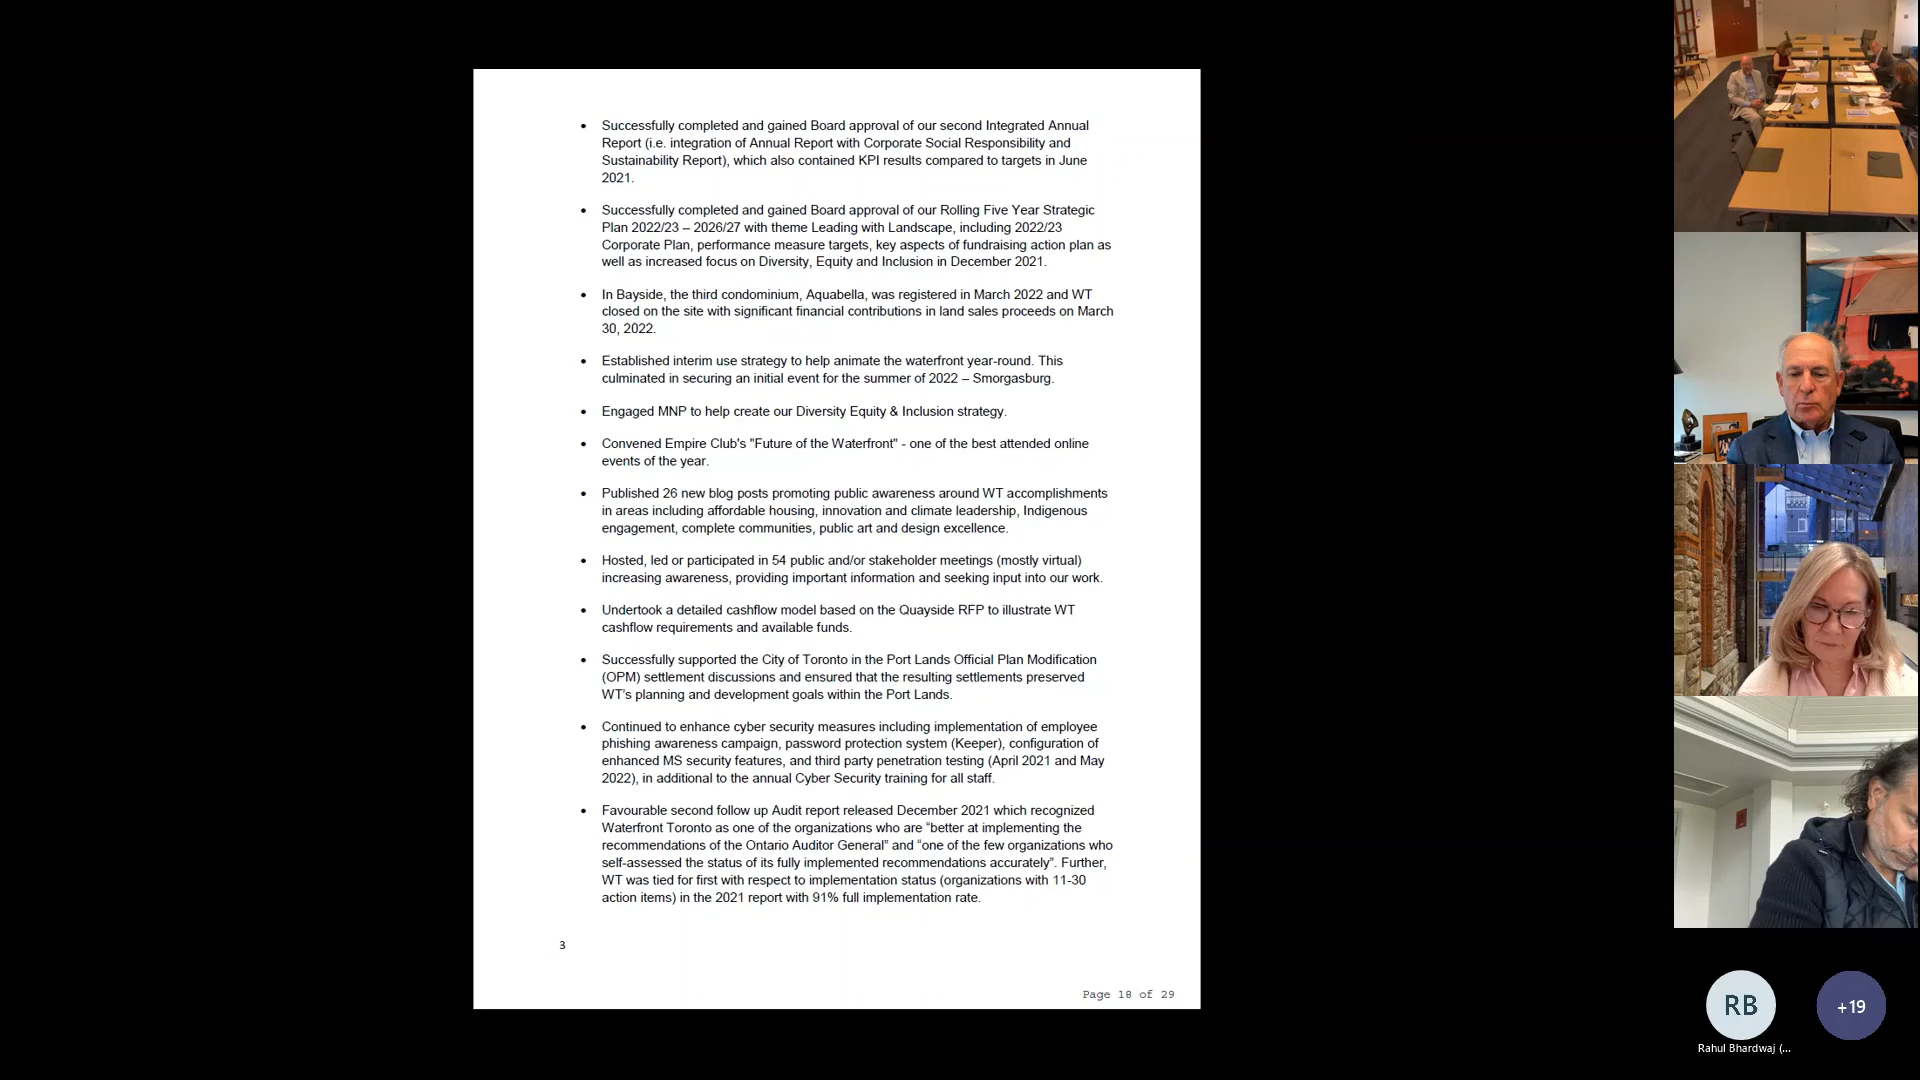 Successfully completed and gained Board approval of our second Integrated Annual
Report (i.e. integration of Annual Report with Corporate Social Responsibility and
Sustainability Report), which also contained KPI results compared to targets in June
2021.
Successfully completed and gained Board approval of our Rolling Five Year Strategic
Plan 2022/23 – 2026/27 with theme Leading with Landscape, including 2022/23
Corporate Plan, performance measure targets, key aspects of fundraising action plan as
well as increased focus on Diversity, Equity and Inclusion in December 2021.
In Bayside, the third condominium, Aquabella, was registered in March 2022 and WT
closed on the site with significant financial contributions in land sales proceeds on March
30, 2022.
Established interim use strategy to help animate the waterfront year-round. This
culminated in securing an initial event for the summer of 2022 – Smorgasburg.
Engaged MNP to help create our Diversity Equity & Inclusion strategy.
Convened Empire Club's "Future of the Waterfront" - one of the best attended online
events of the year.
Published 26 new blog posts promoting public awareness around WT accomplishments
in areas including affordable housing, innovation and climate leadership, Indigenous
engagement, complete communities, public art and design excellence.
Hosted, led or participated in 54 public and/or stakeholder meetings (mostly virtual)
increasing awareness, providing important information and seeking input into our work.
Undertook a detailed cashflow model based on the Quayside RFP to illustrate WT
cashflow requirements and available funds.
Successfully supported the City of Toronto in the Port Lands Official Plan Modification
(OPM) settlement discussions and ensured that the resulting settlements preserved
WT's planning and development goals within the Port Lands.
Continued to enhance cyber security measures including implementation of employee
phishing awareness campaign, password protection system (Keeper), configuration of
enhanced MS security features, and third party penetration testing (April 2021 and May
2022), in additional to the annual Cyber Security training for all staff.
Favourable second follow up Audit report released December 2021 which recognized
Waterfront Toronto as one of the organizations who are “better at implementing the
recommendations of the Ontario Auditor General” and “one of the few organizations who
self-assessed the status of its fully implemented recommendations accurately”. Further,
WT was tied for first with respect to implementation status (organizations with 11-30
action items) in the 2021 report with 91% full implementation rate.
3
Page 18 of 29
RB
+19
Rahul Bhardwaj (...